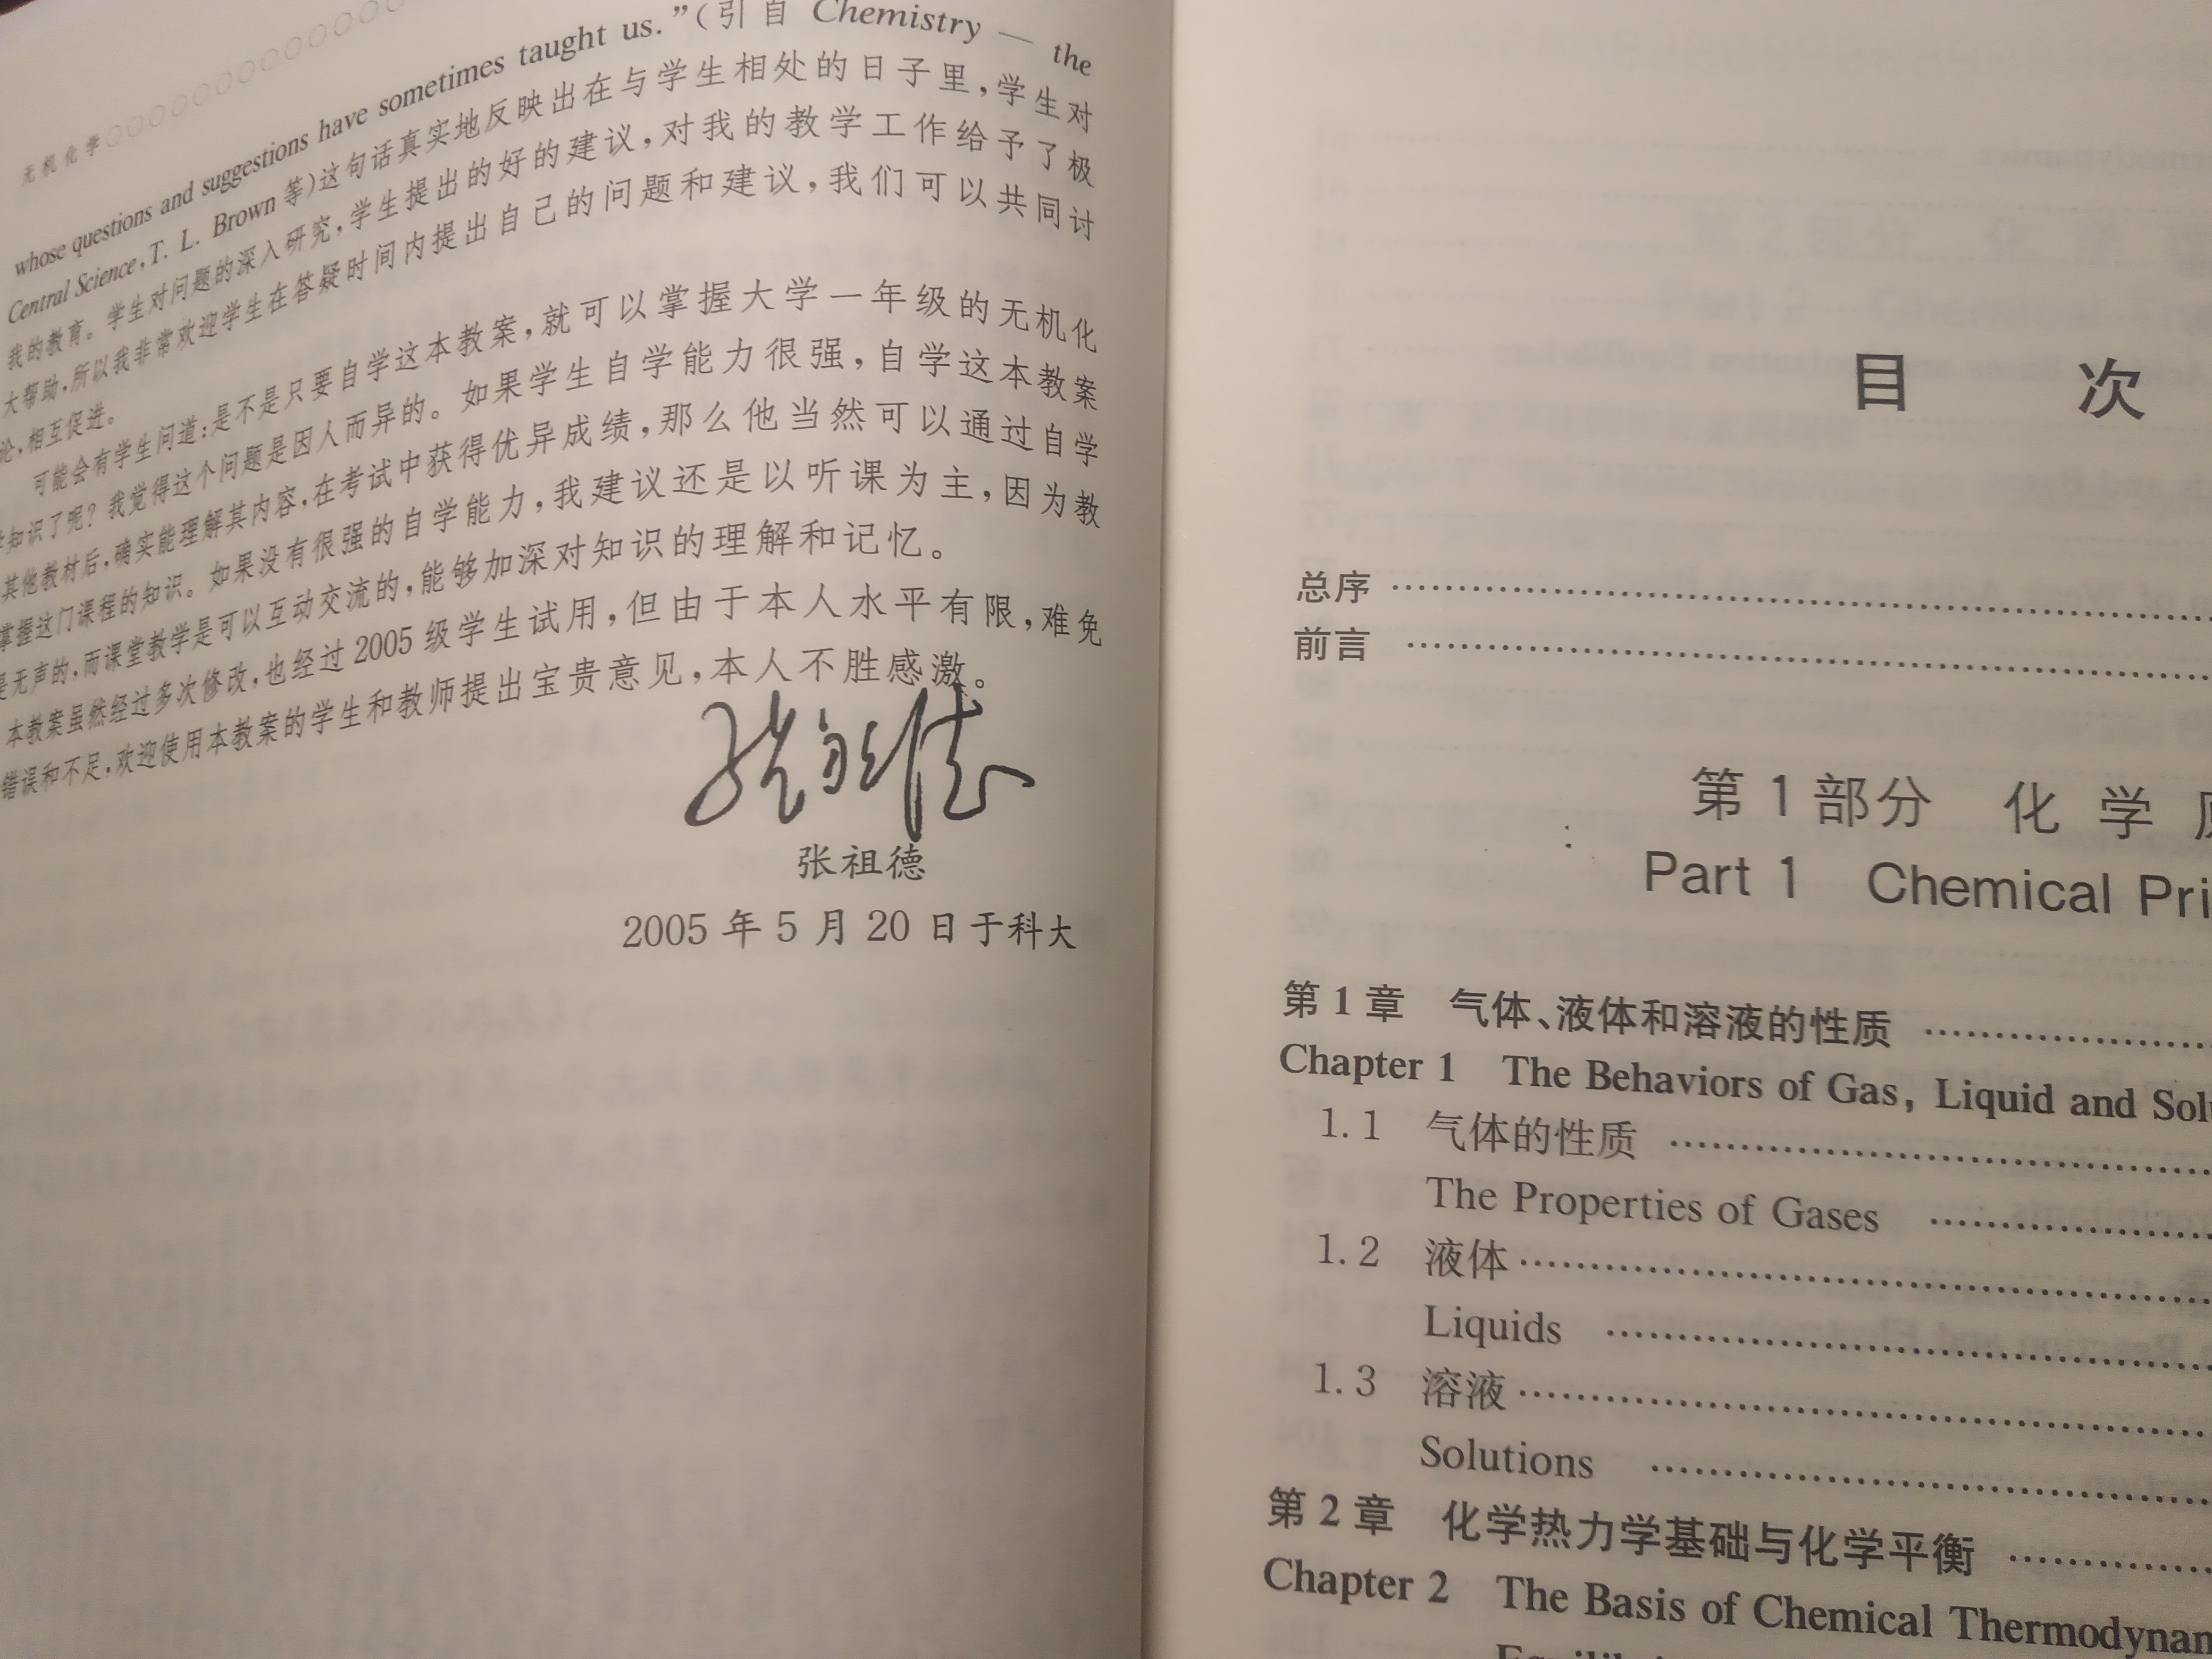 无机化学
whose questions and suggestions have sometimes taught us.”(引自 Chemistry — the
Central Science, T. L. Brown 等)这句话真实地反映出在与学生相处的日子里,学生对
我的教育。学生对问题的深入研究,学生提出的好的建议,对我的教学工作给予了极
大帮助,所以我非常欢迎学生在答疑时间内提出自己的问题和建议,我们可以共同讨
论,相互促进。
可能会有学生问道:是不是只要自学这本教案,就可以掌握大学一年级的无机化
知识了呢?我觉得这个问题是因人而异的。如果学生自学能力很强,自学这本教案
其他教材后,确实能理解其内容,在考试中获得优异成绩,那么他当然可以通过自学
掌握这门课程的知识。如果没有很强的自学能力,我建议还是以听课为主,因为教
是无声的,而课堂教学是可以互动交流的,能够加深对知识的理解和记忆。
本教案虽然经过多次修改,也经过 2005 级学生试用,但由于本人水平有限,难免
错误和不足,欢迎使用本教案的学生和教师提出宝贵意见,本人不胜感激。
张祖德
张祖德
2005 年 5 月 20 日于科大
目 次
总序
前言
第 1 部分 化 学
Part 1 Chemical Pri
第 1 章 气体、液体和溶液的性质
Chapter 1 The Behaviors of Gas, Liquid and Sol
1.1 气体的性质
The Properties of Gases
1.2 液体
Liquids
1.3 溶液
Solutions
第 2 章 化学热力学基础与化学平衡
Chapter 2 The Basis of Chemical Thermodynam